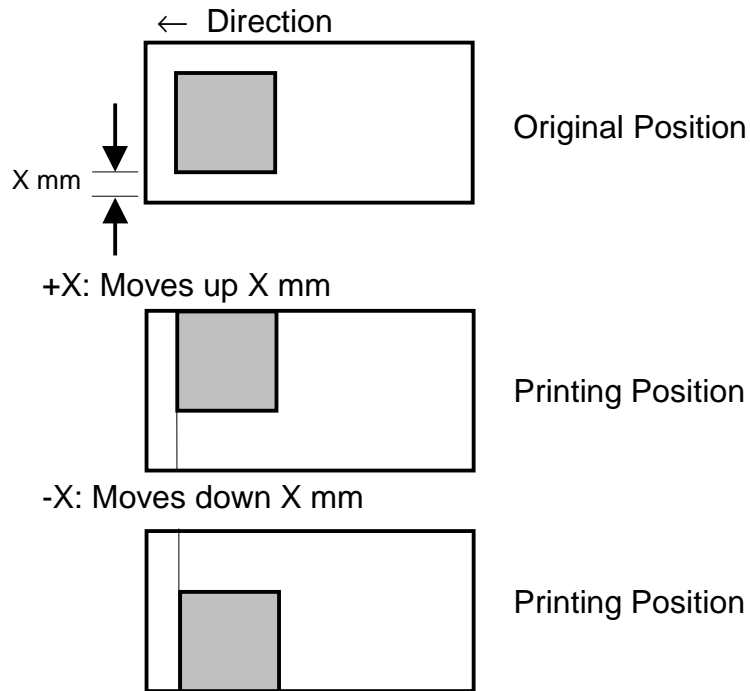 ← Direction
Original Position
X mm
+X: Moves up X mm
Printing Position
-X: Moves down X mm
Printing Position